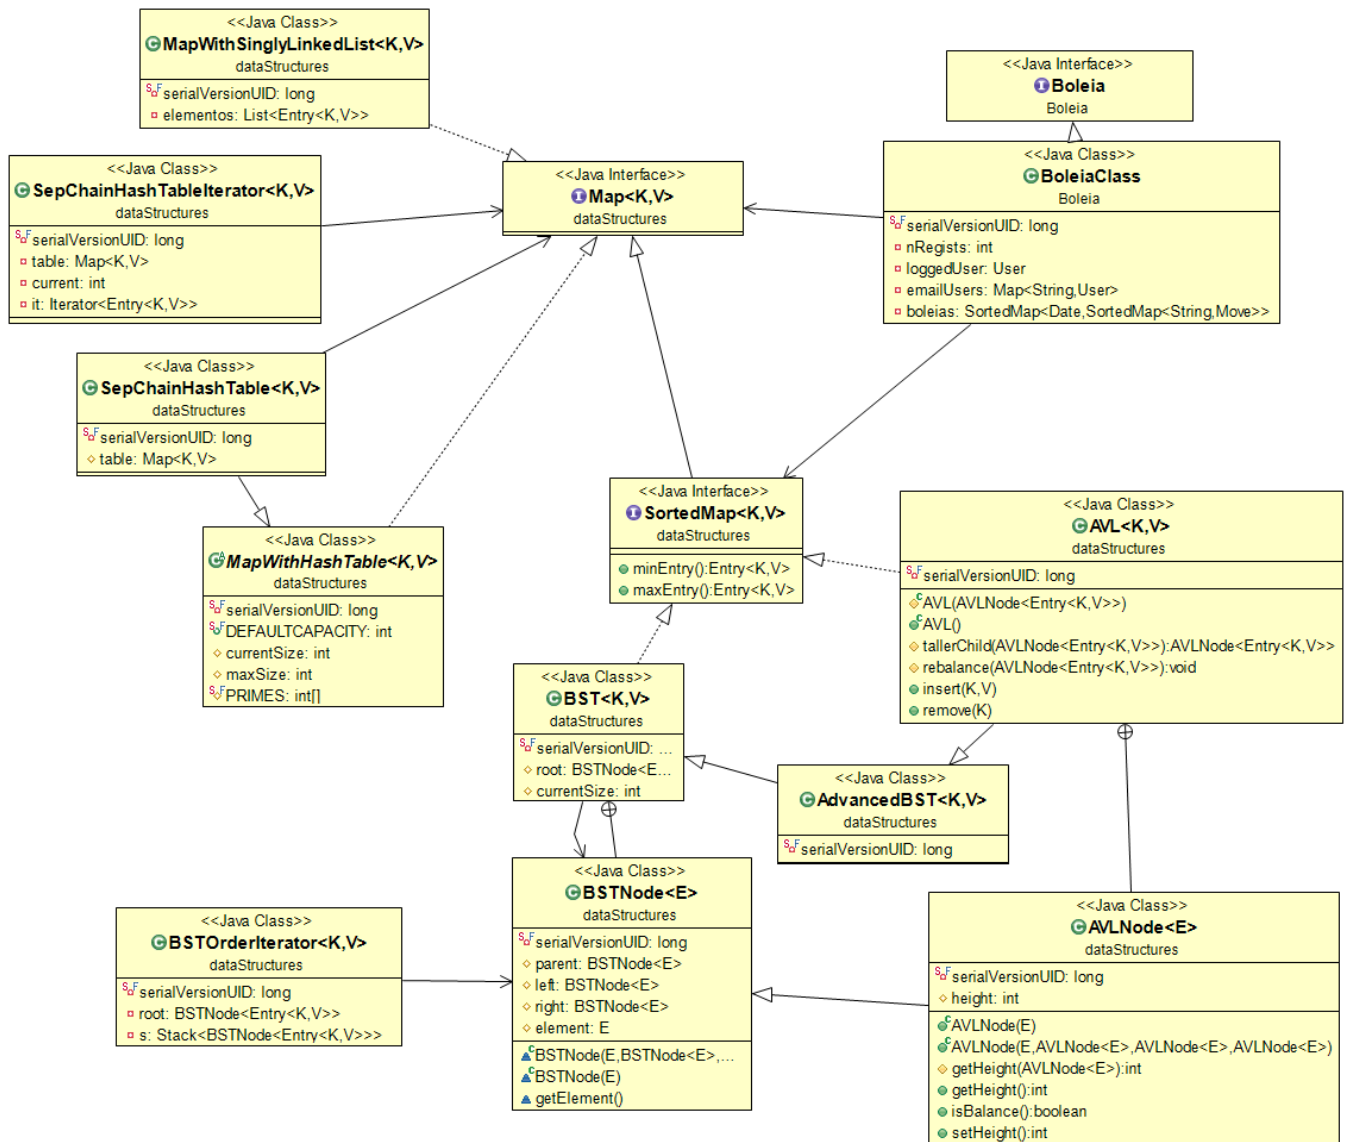 <<Java Class>>
MapWithSinglyLinkedList<K,V>
dataStructures
serialVersionUID: long
elementos: List<Entry<K,V>>
<<Java Interface>>
Boleia
Boleia
<<Java Class>>
SepChainHashTableIterator<K,V>
dataStructures
serialVersionUID: long
table: Map<K,V>
current: int
it: Iterator<Entry<K,V>>
<<Java Interface>>
Map<K,V>
dataStructures
<<Java Class>>
BoleiaClass
Boleia
serialVersionUID: long
nRegists: int
loggedUser: User
emailUsers: Map<String,User>
boleias: SortedMap<Date,SortedMap<String,Move>>
<<Java Class>>
SepChainHashTable<K,V>
dataStructures
serialVersionUID: long
table: Map<K,V>
<<Java Class>>
MapWithHashTable<K,V>
dataStructures
serialVersionUID: long
DEFAULTCAPACITY: int
currentSize: int
maxSize: int
PRIMES: int[]
<<Java Interface>>
SortedMap<K,V>
dataStructures
minEntry():Entry<K,V>
maxEntry():Entry<K,V>
<<Java Class>>
AVL<K,V>
dataStructures
serialVersionUID: long
AVL(AVLNode<Entry<K,V>>)
AVL()
tallerChild(AVLNode<Entry<K,V>>):AVLNode<Entry<K,V>>
rebalance(AVLNode<Entry<K,V>>):void
insert(K,V)
remove(K)
<<Java Class>>
BST<K,V>
dataStructures
serialVersionUID: ...
root: BSTNode<E...
currentSize: int
<<Java Class>>
AdvancedBST<K,V>
dataStructures
serialVersionUID: long
<<Java Class>>
BSTNode<E>
dataStructures
serialVersionUID: long
parent: BSTNode<E>
left: BSTNode<E>
right: BSTNode<E>
element: E
BSTNode(E,BSTNode<E>,...
BSTNode(E)
getElement()
<<Java Class>>
BSTOrderIterator<K,V>
dataStructures
serialVersionUID: long
root: BSTNode<Entry<K,V>>
s: Stack<BSTNode<Entry<K,V>>>
<<Java Class>>
AVLNode<E>
dataStructures
serialVersionUID: long
height: int
AVLNode(E)
AVLNode(E,AVLNode<E>,AVLNode<E>,AVLNode<E>)
getHeight(AVLNode<E>):int
getHeight():int
isBalance():boolean
setHeight():int